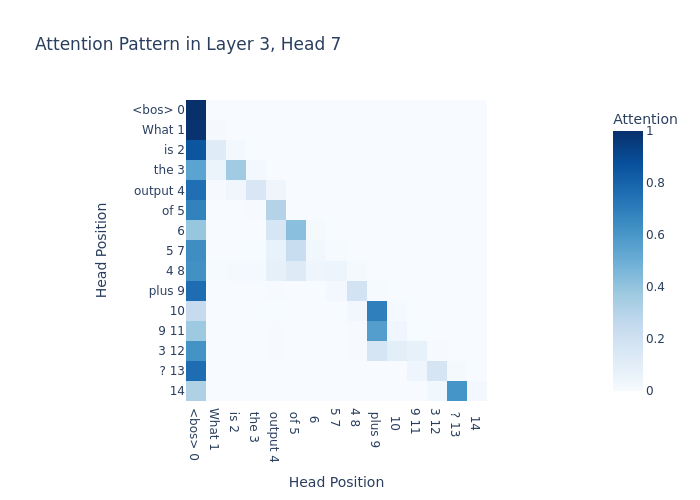 Attention Pattern in Layer 3, Head 7
Attention
<bos> 0
What 1
is 2
the 3
output 4
of 5
6
5 7
4 8
plus 9
10
9 11
3 12
? 13
14
Head Position
<bos> 0
What 1
is 2
the 3
output 4
of 5
6
5 7
4 8
plus 9
10
9 11
3 12
? 13
14
Head Position
1
0.8
0.6
0.4
0.2
0